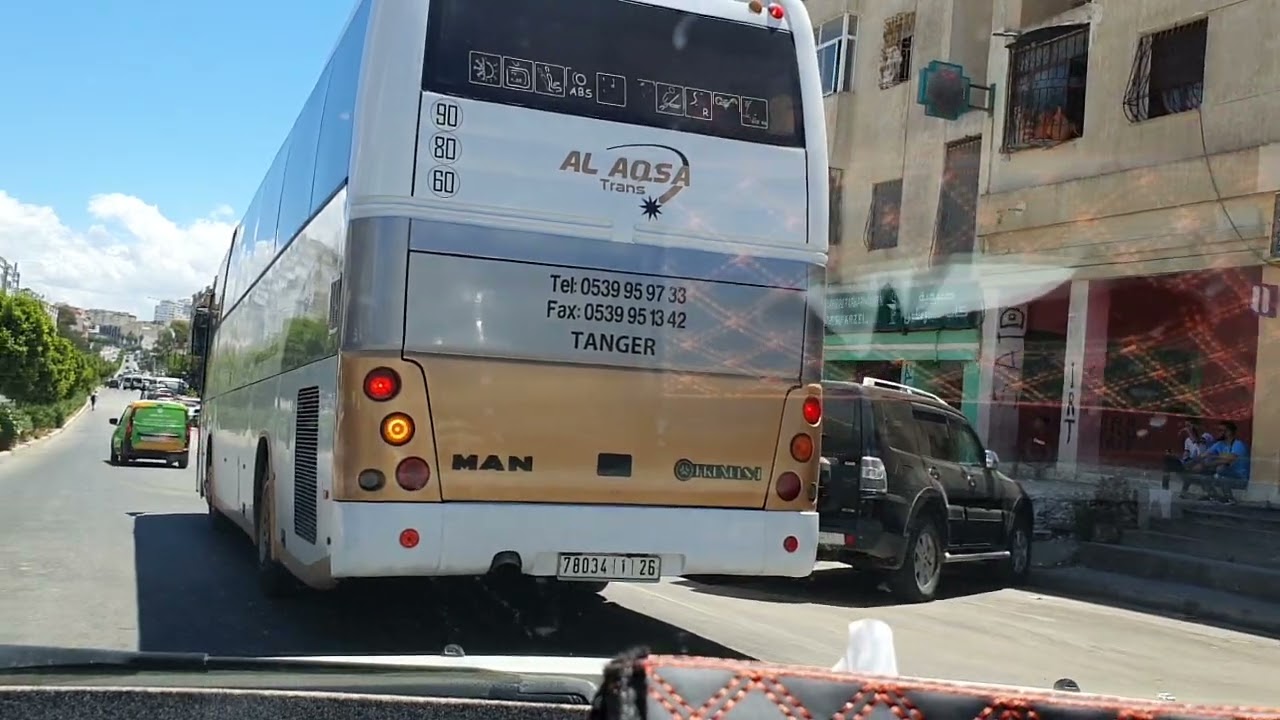 ABS
R
90
80
60
AL AQSA
Trans
Tel: 0539 95 97 33
Fax: 0539 95 13 42
TANGER
MAN
78034 | 1 | 26